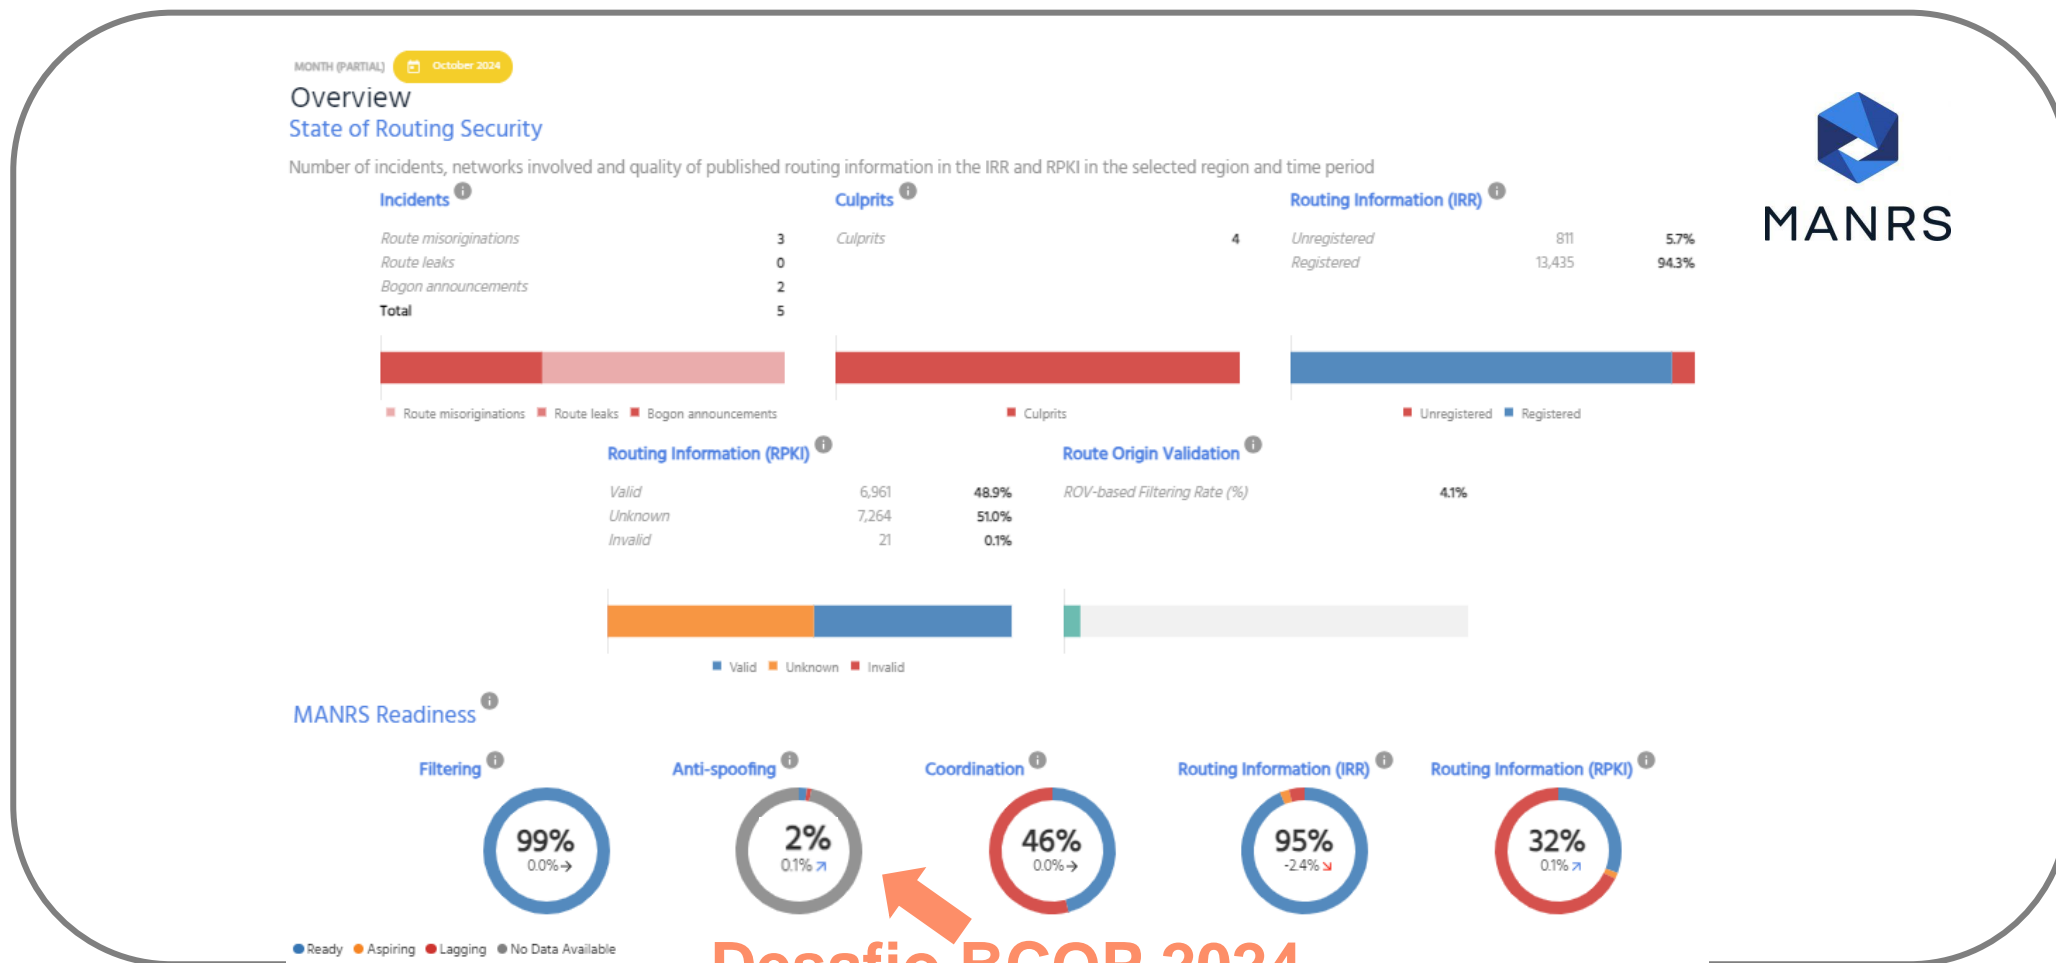 MONTH (PARTIAL) October 2024
Overview
State of Routing Security
Number of incidents, networks involved and quality of published routing information in the IRR and RPKI in the selected region and time period
MANRS
Incidents
Route misoriginations 3
Route leaks 0
Bogon announcements 2
Total 5
Route misoriginations Route leaks Bogon announcements
Culprits
Culprits 4
Culprits
Routing Information (IRR)
Unregistered 811 5.7%
Registered 13,435 94.3%
Unregistered Registered
Routing Information (RPKI)
Valid 6,961 48.9%
Unknown 7,264 51.0%
Invalid 21 0.1%
Valid Unknown Invalid
Route Origin Validation
ROV-based Filtering Rate (%) 4.1%
MANRS Readiness
Filtering
99%
0.0%→
Anti-spoofing
2%
0.1%↗
Coordination
46%
0.0%→
Routing Information (IRR)
95%
-2.4%↘
Routing Information (RPKI)
32%
0.1%↗
Ready Aspiring Lagging No Data Available
Desafio BCOP 2024